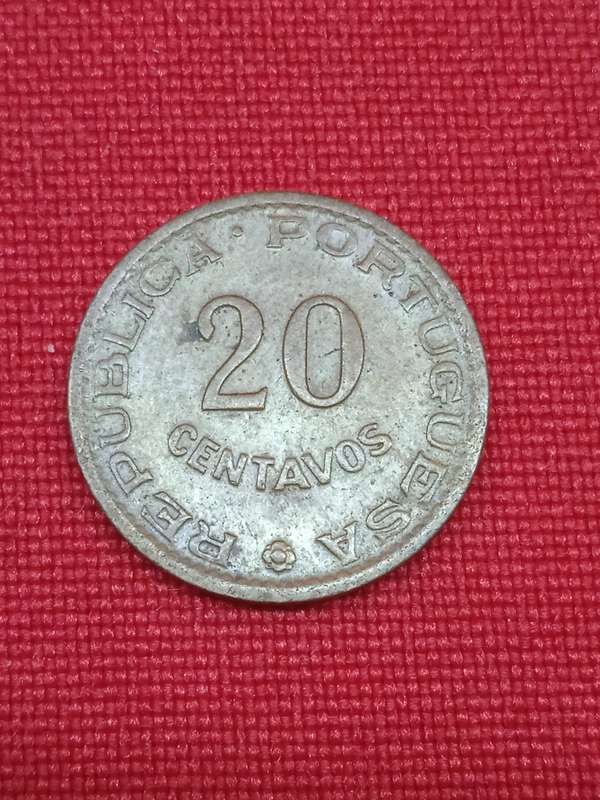 REPUBLICA · PORTUGUESA
20
CENTAVOS